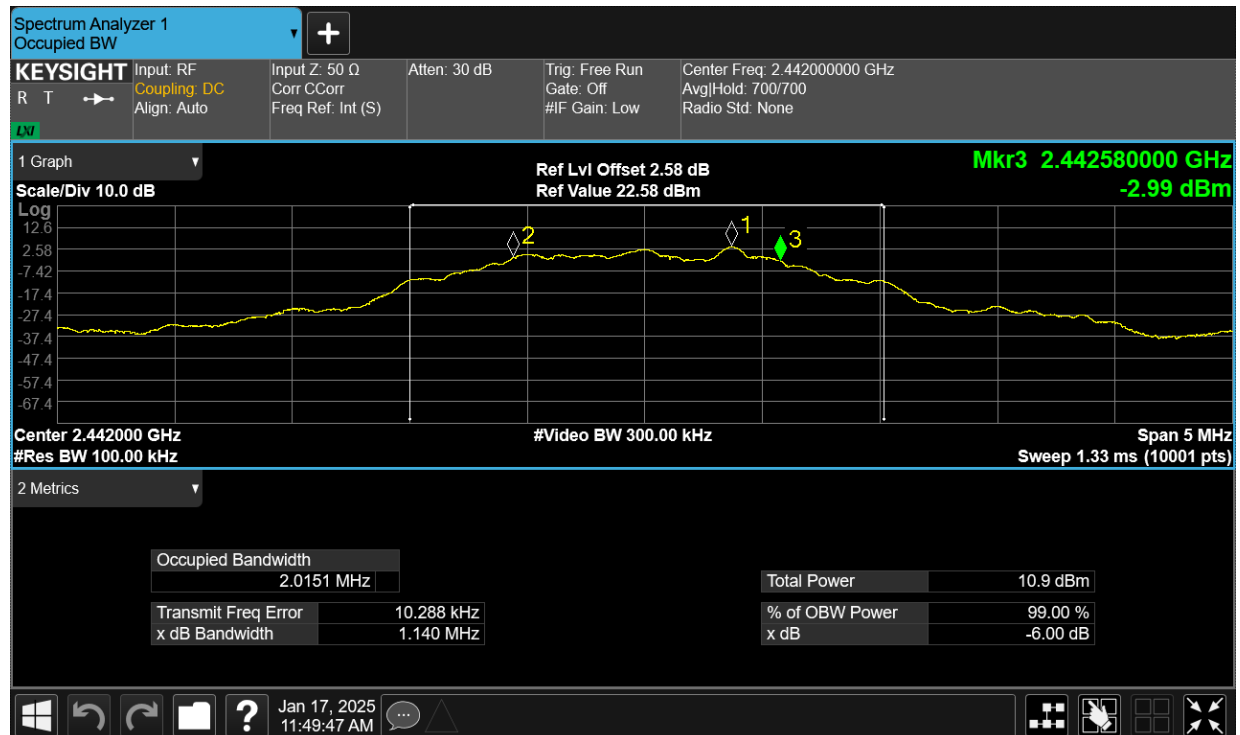 Spectrum Analyzer 1
Occupied BW
+
KEYSIGHT
R T
LXI
Input: RF
Coupling: DC
Align: Auto
Input Z: 50 Ω
Corr CCorr
Freq Ref: Int (S)
Atten: 30 dB
Trig: Free Run
Gate: Off
#IF Gain: Low
Center Freq: 2.442000000 GHz
Avg|Hold: 700/700
Radio Std: None
1 Graph
Scale/Div 10.0 dB
Ref Lvl Offset 2.58 dB
Ref Value 22.58 dBm
Mkr3 2.442580000 GHz
-2.99 dBm
Log
12.6
2.58
-7.42
-17.4
-27.4
-37.4
-47.4
-57.4
-67.4
2
1
3
Center 2.442000 GHz
#Res BW 100.00 kHz
#Video BW 300.00 kHz
Span 5 MHz
Sweep 1.33 ms (10001 pts)
2 Metrics
Occupied Bandwidth
2.0151 MHz
Transmit Freq Error 10.288 kHz
x dB Bandwidth 1.140 MHz
Total Power 10.9 dBm
% of OBW Power 99.00 %
x dB -6.00 dB
?
Jan 17, 2025
11:49:47 AM